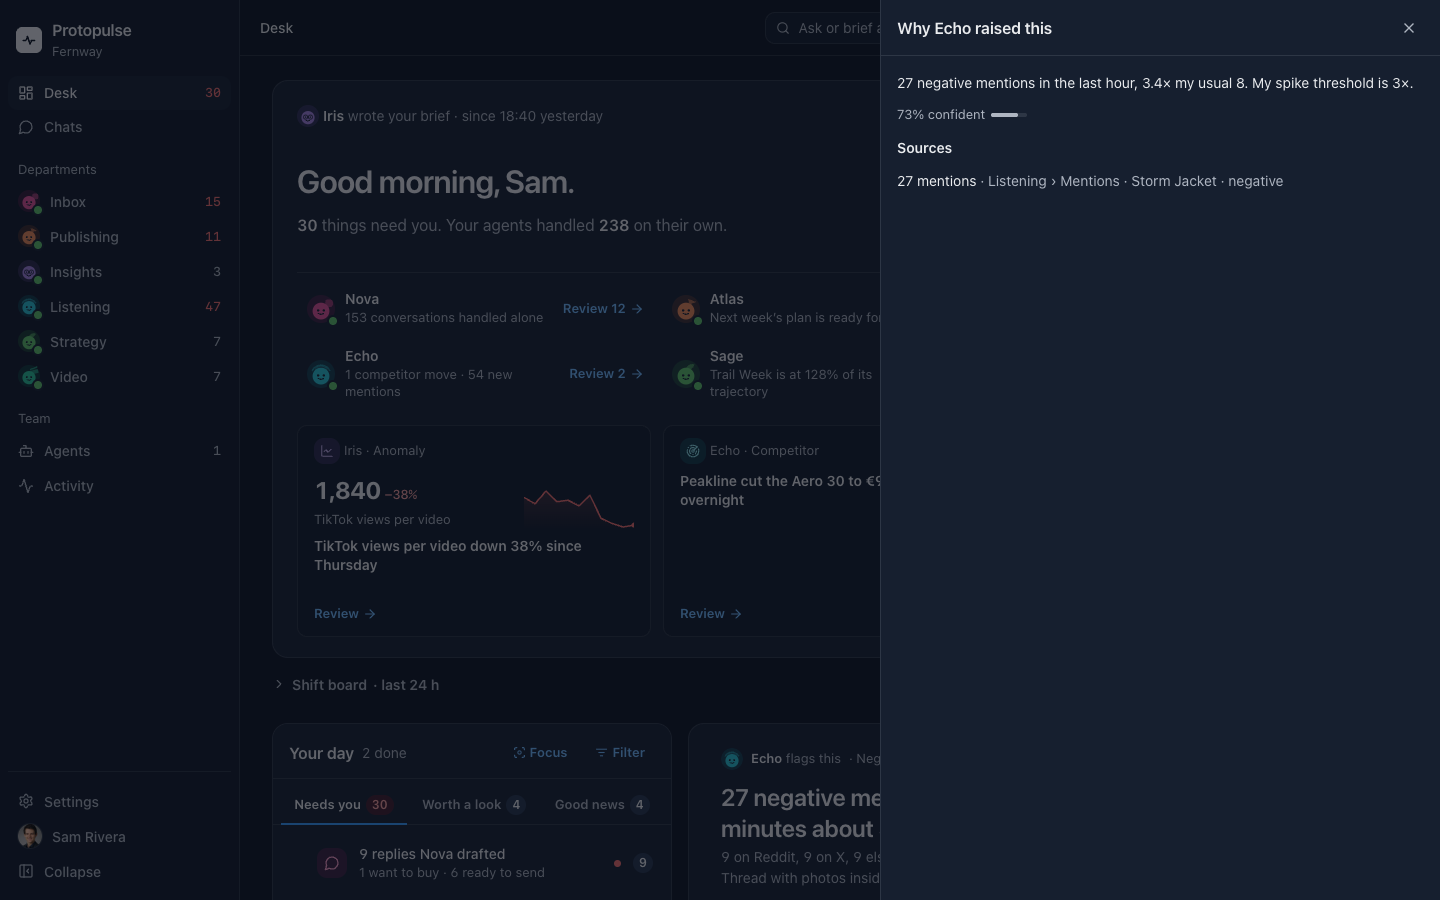 Protopulse
Fernway
Desk 30
Chats
Departments
Inbox 15
Publishing 11
Insights 3
Listening 47
Strategy 7
Video 7
Team
Agents 1
Activity
Settings
Sam Rivera
Collapse
Desk
Ask or brief a
Iris wrote your brief · since 18:40 yesterday
Good morning, Sam.
30 things need you. Your agents handled 238 on their own.
Nova
153 conversations handled alone
Review 12 →
Atlas
Next week's plan is ready for
Echo
1 competitor move · 54 new
mentions
Review 2 →
Sage
Trail Week is at 128% of its
trajectory
Iris · Anomaly
1,840 −38%
TikTok views per video
TikTok views per video down 38% since
Thursday
Review →
Echo · Competitor
Peakline cut the Aero 30 to
overnight
Review →
Shift board · last 24 h
Your day 2 done
Focus
Filter
Needs you 30
Worth a look 4
Good news 4
9 replies Nova drafted
1 want to buy · 6 ready to send
9
Echo flags this · Neg
27 negative me
minutes about
9 on Reddit, 9 on X, 9 els
Thread with photos insid
Why Echo raised this
27 negative mentions in the last hour, 3.4× my usual 8. My spike threshold is 3×.
73% confident
Sources
27 mentions · Listening › Mentions · Storm Jacket · negative